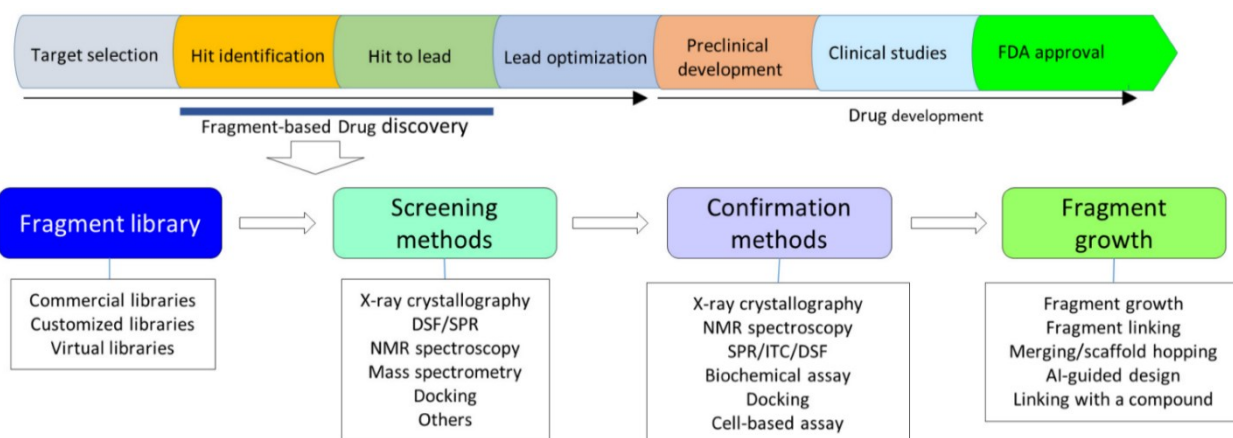 Target selection
Hit identification
Hit to lead
Lead optimization
Preclinical
development
Clinical studies
FDA approval
Fragment-based Drug discovery
Drug development
Fragment library
Screening
methods
Confirmation
methods
Fragment
growth
Commercial libraries
Customized libraries
Virtual libraries
X-ray crystallography
DSF/SPR
NMR spectroscopy
Mass spectrometry
Docking
Others
X-ray crystallography
NMR spectroscopy
SPR/ITC/DSF
Biochemical assay
Docking
Cell-based assay
Fragment growth
Fragment linking
Merging/scaffold hopping
AI-guided design
Linking with a compound